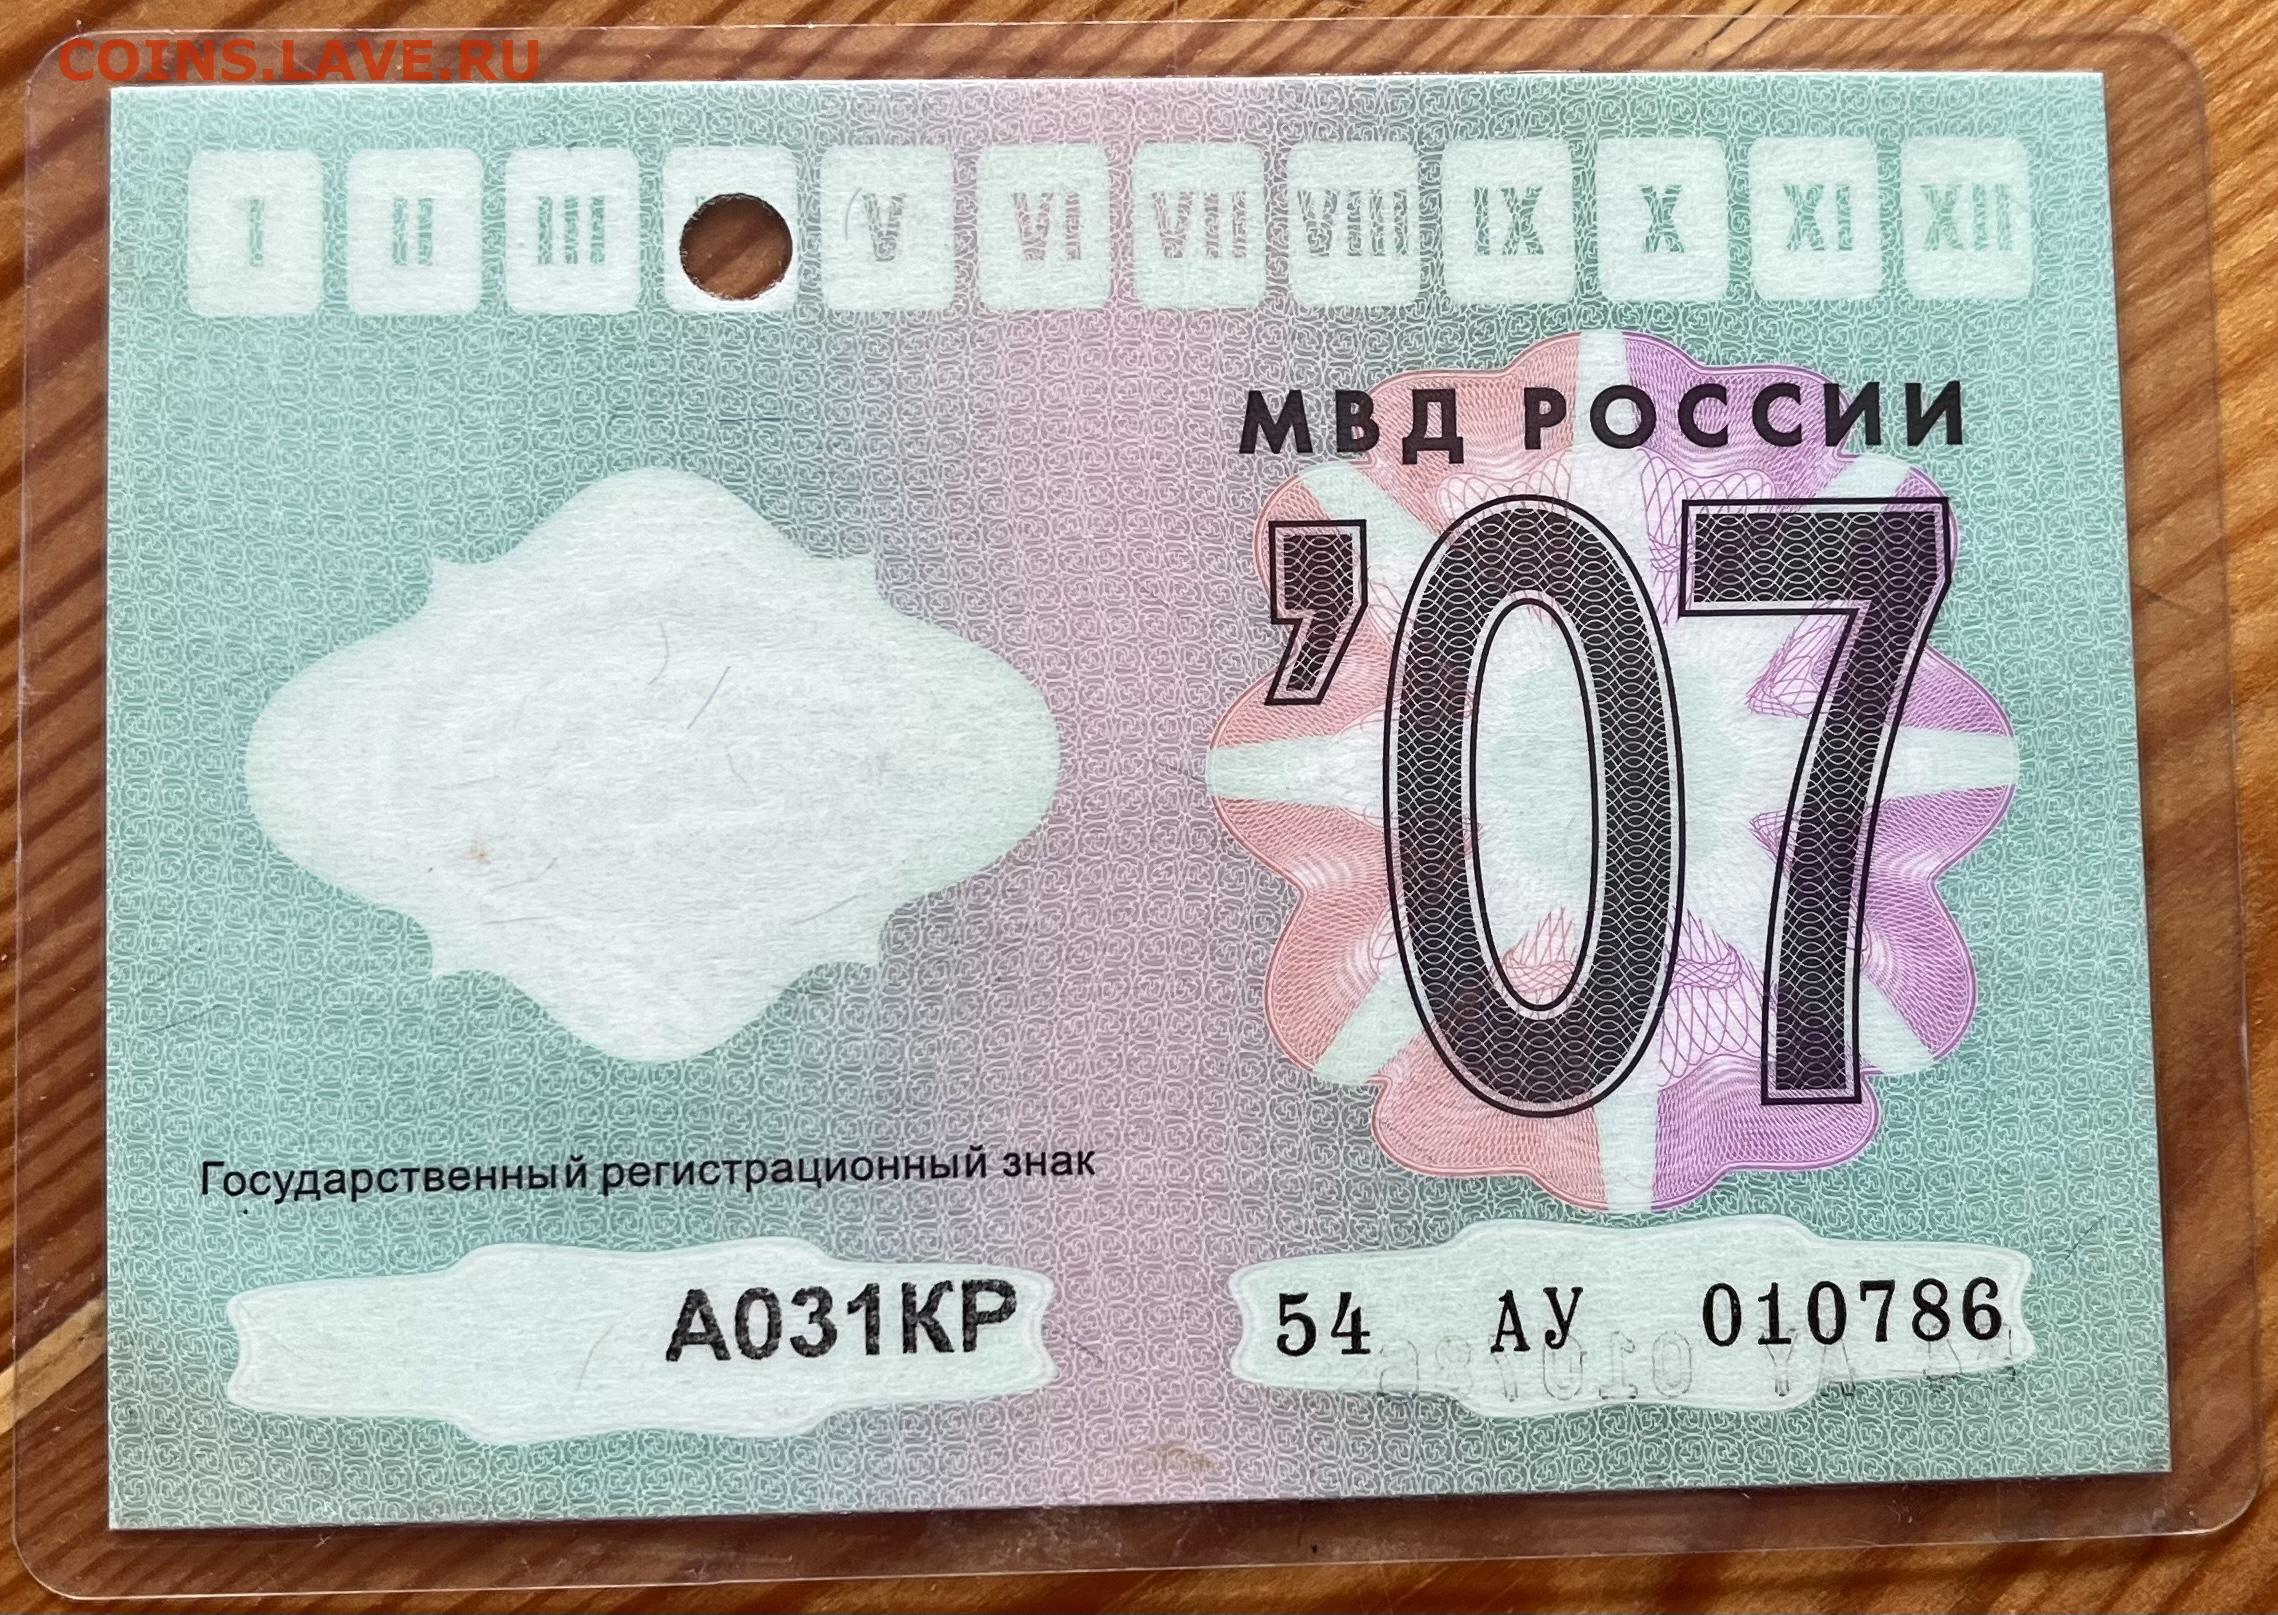 COINS.LAVE.RU
I II III V VI VII VIII IX X XI XII
МВД РОССИИ
'07
Государственный регистрационный знак
А031КР
54 АУ 010786